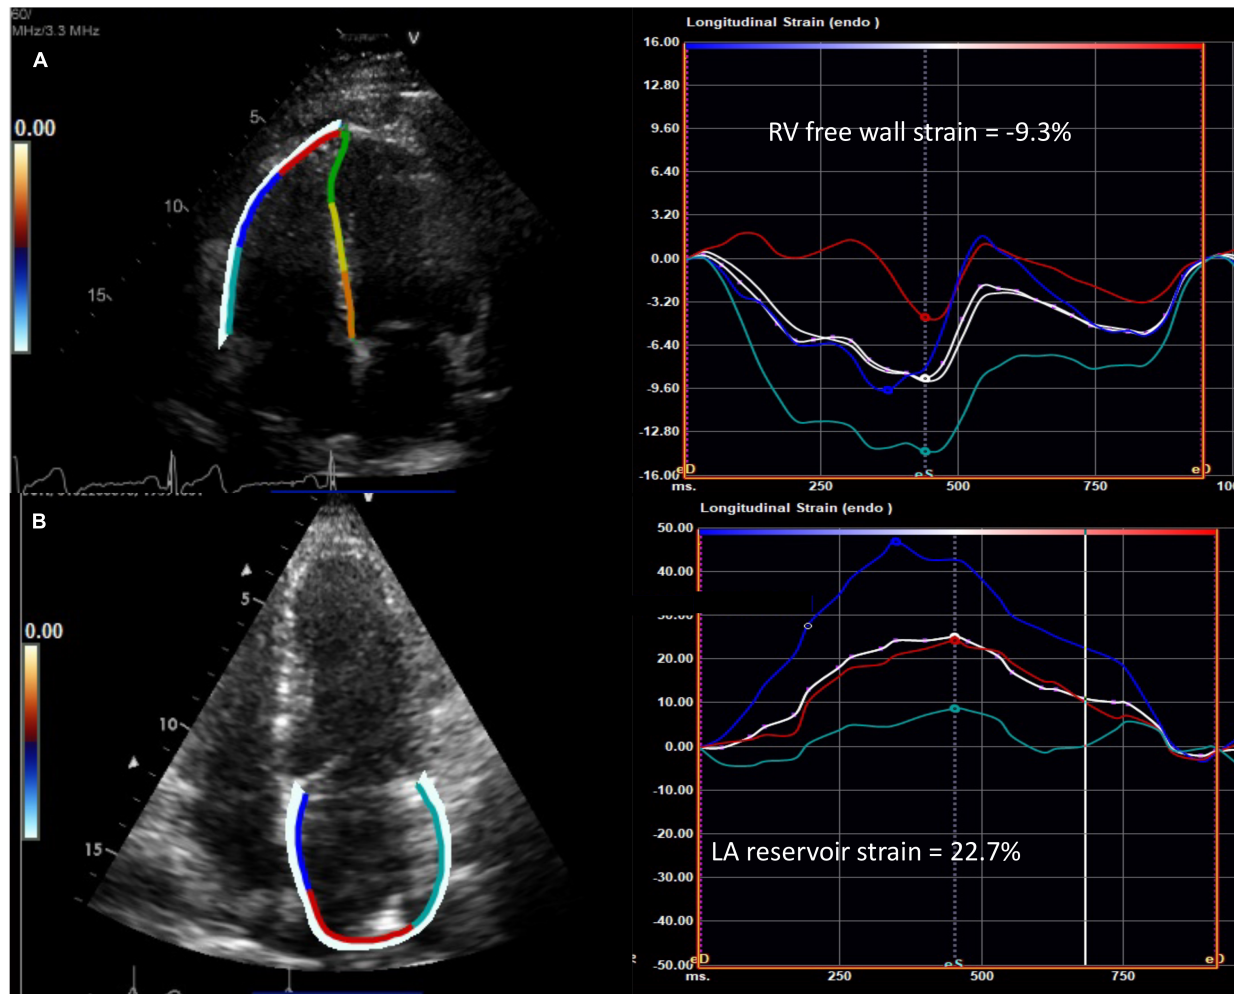 60/
MHz/3.3 MHz
A
V
0.00
5
10
15
Longitudinal Strain (endo )
16.00
12.80
9.60
6.40
3.20
0.00
-3.20
-6.40
-9.60
-12.80
-16.00
RV free wall strain = -9.3%
eD
eS
eD
ms.
250
500
750
B
V
0.00
5
10
15
Longitudinal Strain (endo )
50.00
40.00
30.00
20.00
10.00
0.00
-10.00
-20.00
-30.00
-40.00
-50.00
LA reservoir strain = 22.7%
eD
eS
eD
ms.
250
500
750